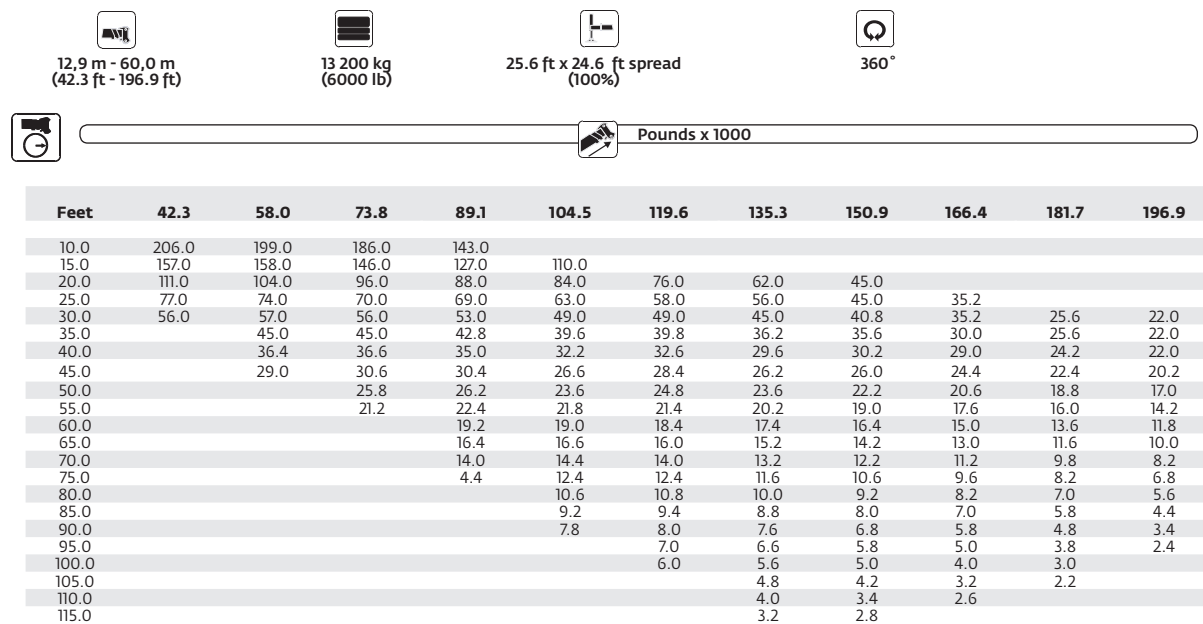 12,9 m - 60,0 m 13 200 kg 25.6 ft x 24.6 ft spread 360°
(42.3 ft - 196.9 ft) (6000 lb) (100%)
Pounds x 1000
Feet 42.3 58.0 73.8 89.1 104.5 119.6 135.3 150.9 166.4 181.7 196.9
10.0 206.0 199.0 186.0 143.0
15.0 157.0 158.0 146.0 127.0 110.0
20.0 111.0 104.0 96.0 88.0 84.0 76.0 62.0 45.0
25.0 77.0 74.0 70.0 69.0 63.0 58.0 56.0 45.0 35.2
30.0 56.0 57.0 56.0 53.0 49.0 49.0 45.0 40.8 35.2 25.6 22.0
35.0 45.0 45.0 42.8 39.6 39.8 36.2 35.6 30.0 25.6 22.0
40.0 36.4 36.6 35.0 32.2 32.6 29.6 30.2 29.0 24.2 22.0
45.0 29.0 30.6 30.4 26.6 28.4 26.2 26.0 24.4 22.4 20.2
50.0 25.8 26.2 23.6 24.8 23.6 22.2 20.6 18.8 17.0
55.0 21.2 22.4 21.8 21.4 20.2 19.0 17.6 16.0 14.2
60.0 19.2 19.0 18.4 17.4 16.4 15.0 13.6 11.8
65.0 16.4 16.6 16.0 15.2 14.2 13.0 11.6 10.0
70.0 14.0 14.4 14.0 13.2 12.2 11.2 9.8 8.2
75.0 4.4 12.4 12.4 11.6 10.6 9.6 8.2 6.8
80.0 10.6 10.8 10.0 9.2 8.2 7.0 5.6
85.0 9.2 9.4 8.8 8.0 7.0 5.8 4.4
90.0 7.8 8.0 7.6 6.8 5.8 4.8 3.4
95.0 7.0 6.6 5.8 5.0 3.8 2.4
100.0 6.0 5.6 5.0 4.0 3.0
105.0 4.8 4.2 3.2 2.2
110.0 4.0 3.4 2.6
115.0 3.2 2.8